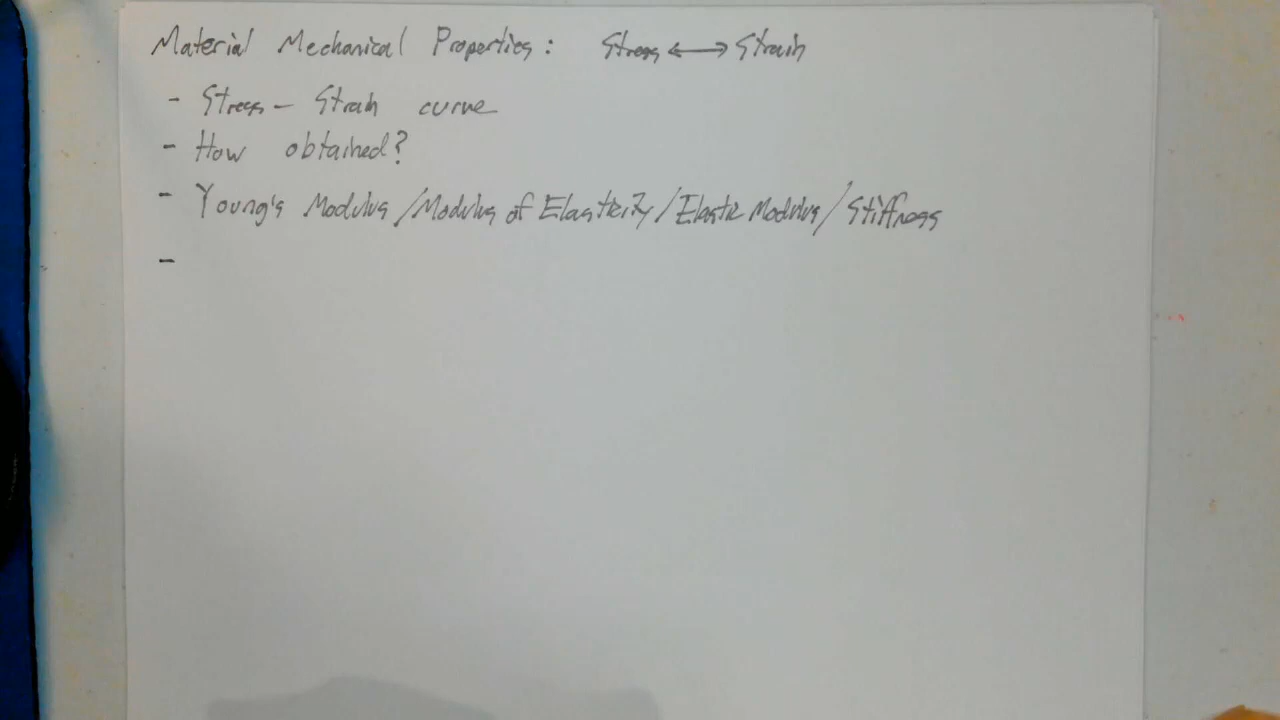 Material Mechanical Properties: Stress ↔ Strain
- Stress - Strain curve
- How obtained?
- Young's Modulus /Modulus of Elasticity/Elastic Modulus/Stiffness
-